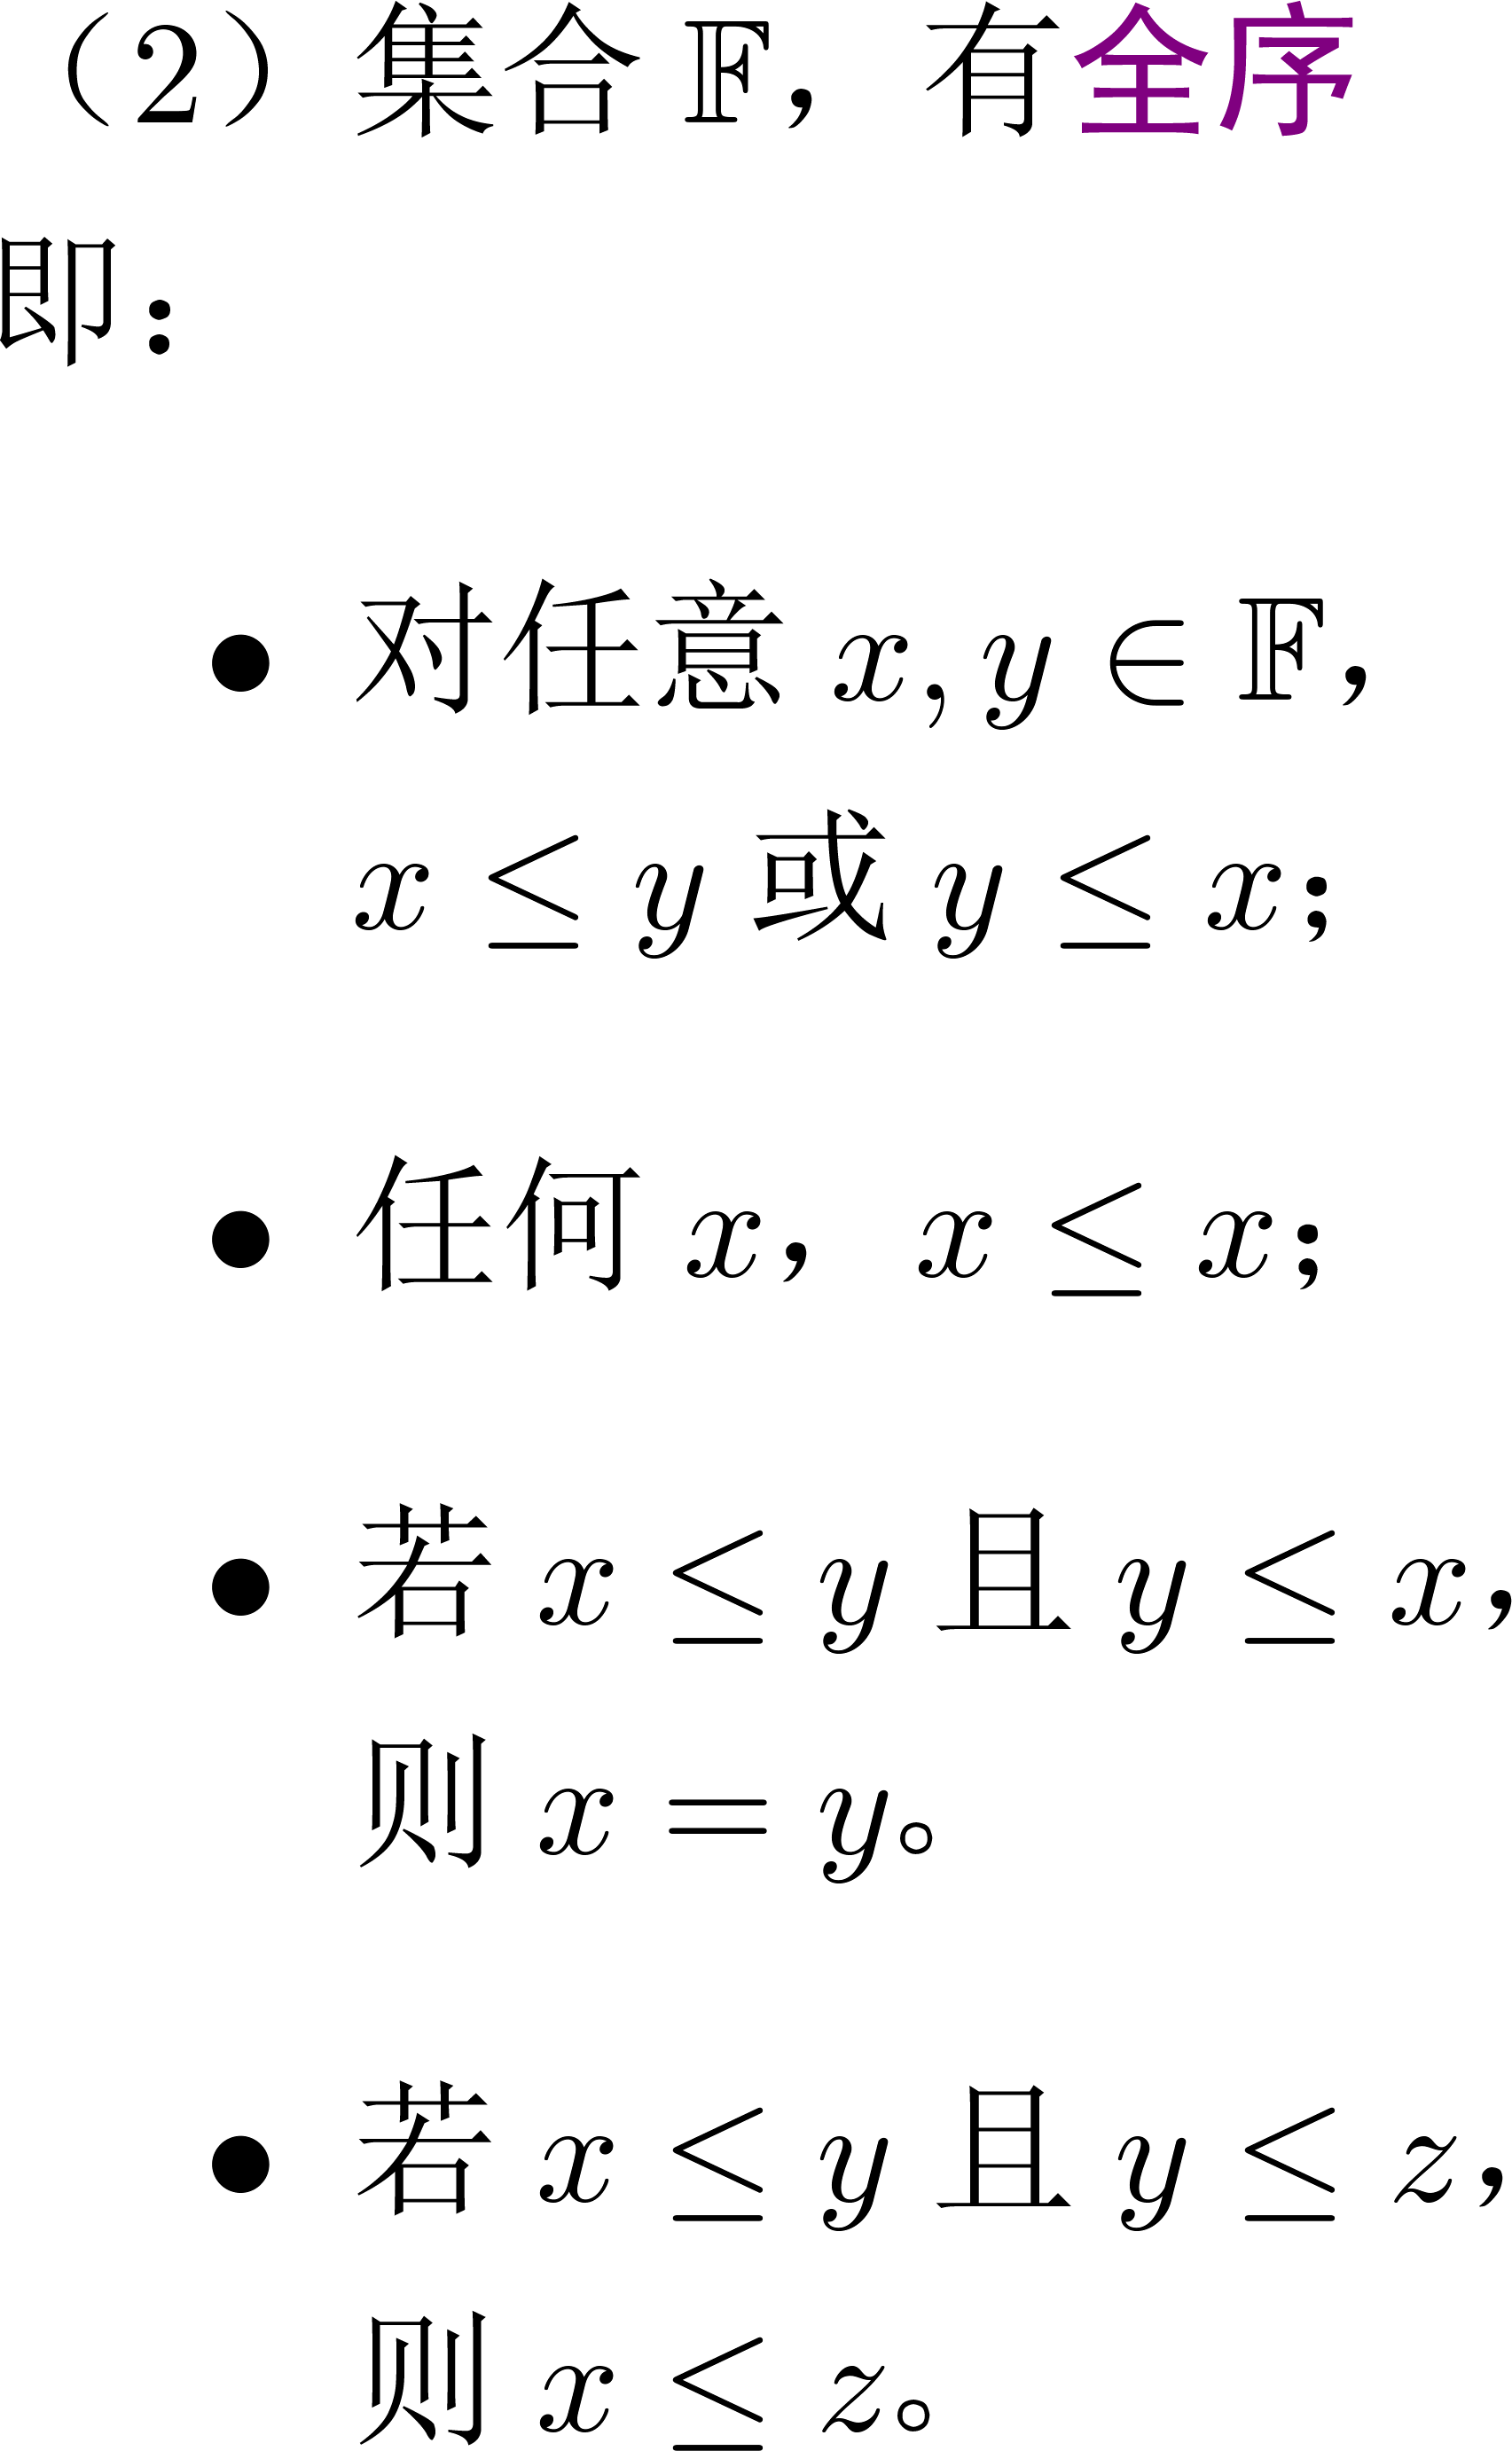 （2）集合 𝔽，有全序
即：
• 对任意 x, y ∈ 𝔽，
x ≤ y 或 y ≤ x；
• 任何 x，x ≤ x；
• 若 x ≤ y 且 y ≤ x，
则 x = y。
• 若 x ≤ y 且 y ≤ z，
则 x ≤ z。